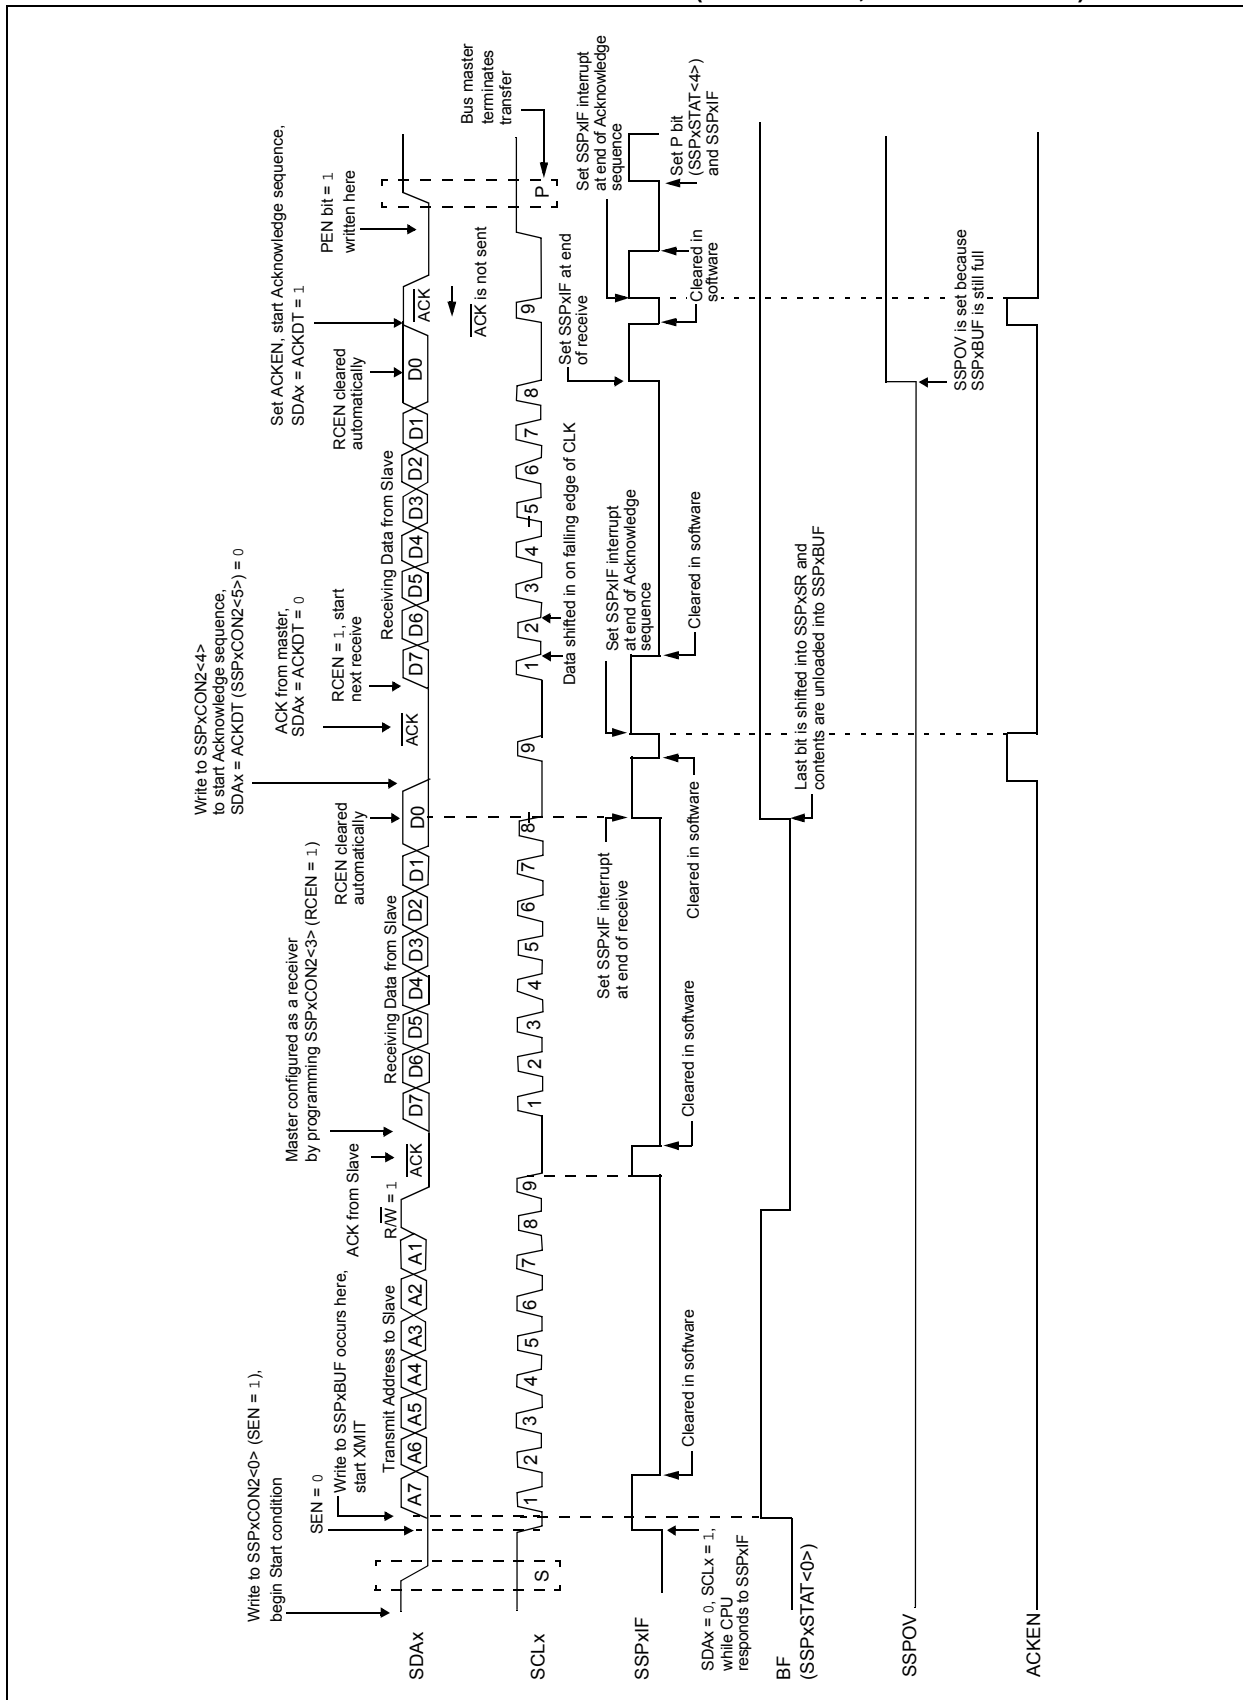 Write to SSPxCON2<0> (SEN = 1),
begin Start condition
SEN = 0
Write to SSPxBUF occurs here,
start XMIT
ACK from Slave
Master configured as a receiver
by programming SSPxCON2<3> (RCEN = 1)
RCEN cleared
automatically
Write to SSPxCON2<4>
to start Acknowledge sequence,
SDAx = ACKDT (SSPxCON2<5>) = 0
ACK from master,
SDAx = ACKDT = 0
RCEN = 1, start
next receive
RCEN cleared
automatically
Set ACKEN, start Acknowledge sequence,
SDAx = ACKDT = 1
PEN bit = 1
written here
Transmit Address to Slave
R/W = 1
Receiving Data from Slave
Receiving Data from Slave
SDAx
A7 A6 A5 A4 A3 A2 A1 ACK D7 D6 D5 D4 D3 D2 D1 D0 ACK D7 D6 D5 D4 D3 D2 D1 D0 ACK
ACK is not sent
Bus master
terminates
transfer
SCLx
S 1 2 3 4 5 6 7 8 9 1 2 3 4 5 6 7 8 9 1 2 3 4 5 6 7 8 9 P
Data shifted in on falling edge of CLK
Set SSPxIF at end
of receive
Set SSPxIF interrupt
at end of receive
Set SSPxIF interrupt
at end of Acknowledge
sequence
Set SSPxIF interrupt
at end of Acknowledge
sequence
SSPxIF
SDAx = 0, SCLx = 1,
while CPU
responds to SSPxIF
Cleared in software
Cleared in software
Cleared in software
Cleared in software
Cleared in
software
Set P bit
(SSPxSTAT<4>)
and SSPxIF
BF
(SSPxSTAT<0>)
Last bit is shifted into SSPxSR and
contents are unloaded into SSPxBUF
SSPOV
SSPOV is set because
SSPxBUF is still full
ACKEN